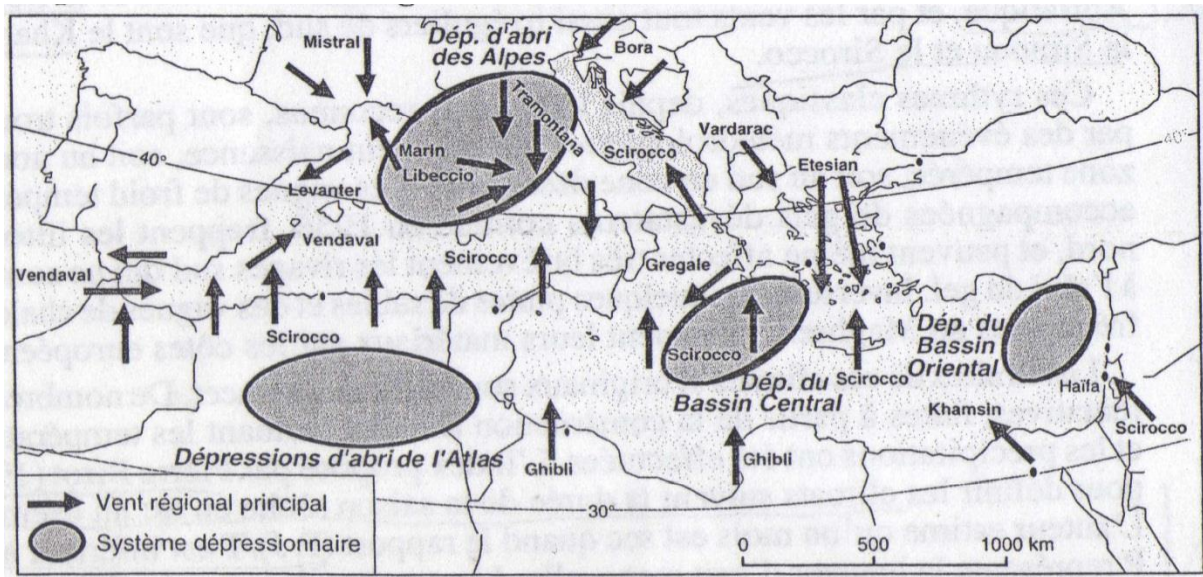 Mistral
Dép. d'abri
des Alpes
Bora
Tramontana
Vardarac
40°
Marin
Scirocco
Etesian
Levanter
Libeccio
Vendaval
Vendaval
Scirocco
Gregale
Scirocco
Scirocco
Dép. du
Bassin Central
Scirocco
Dép. du
Bassin
Oriental
Haïfa
Khamsin
Scirocco
Dépressions d'abri de l'Atlas
Ghibli
Ghibli
30°
Vent régional principal
Système dépressionnaire
0 500 1000 km